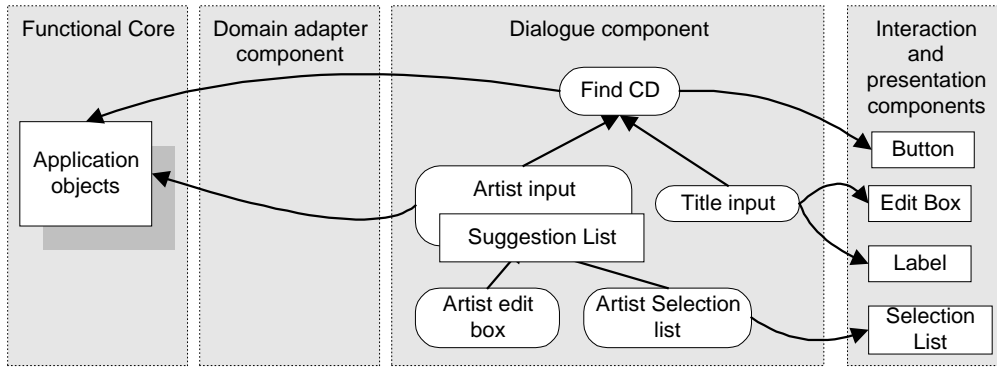 Functional Core
Domain adapter
component
Dialogue component
Interaction
and
presentation
components
Find CD
Application
objects
Button
Artist input
Title input
Edit Box
Suggestion List
Label
Artist edit
box
Artist Selection
list
Selection
List